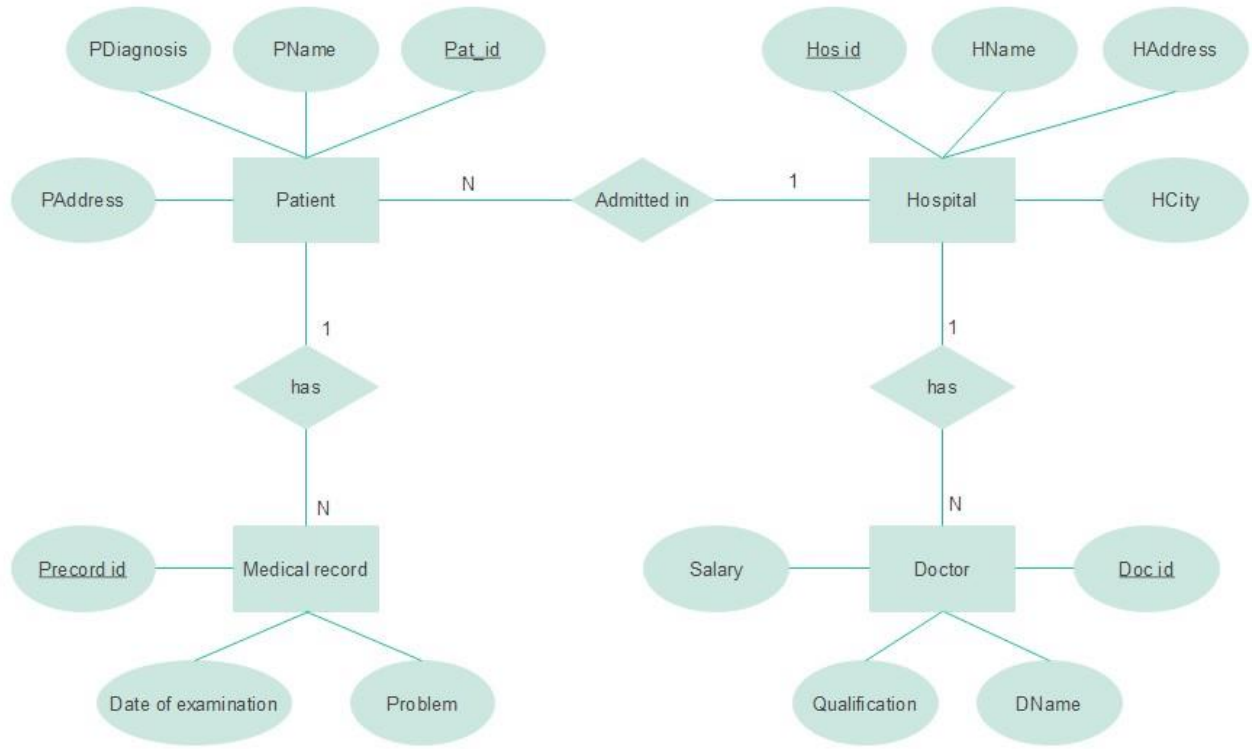 PDiagnosis
PName
Pat_id
Hos.id
HName
HAddress
PAddress
Patient
N
Admitted in
1
Hospital
HCity
1
1
has
has
N
N
Precord.id
Medical record
Salary
Doctor
Doc.id
Date of examination
Problem
Qualification
DName